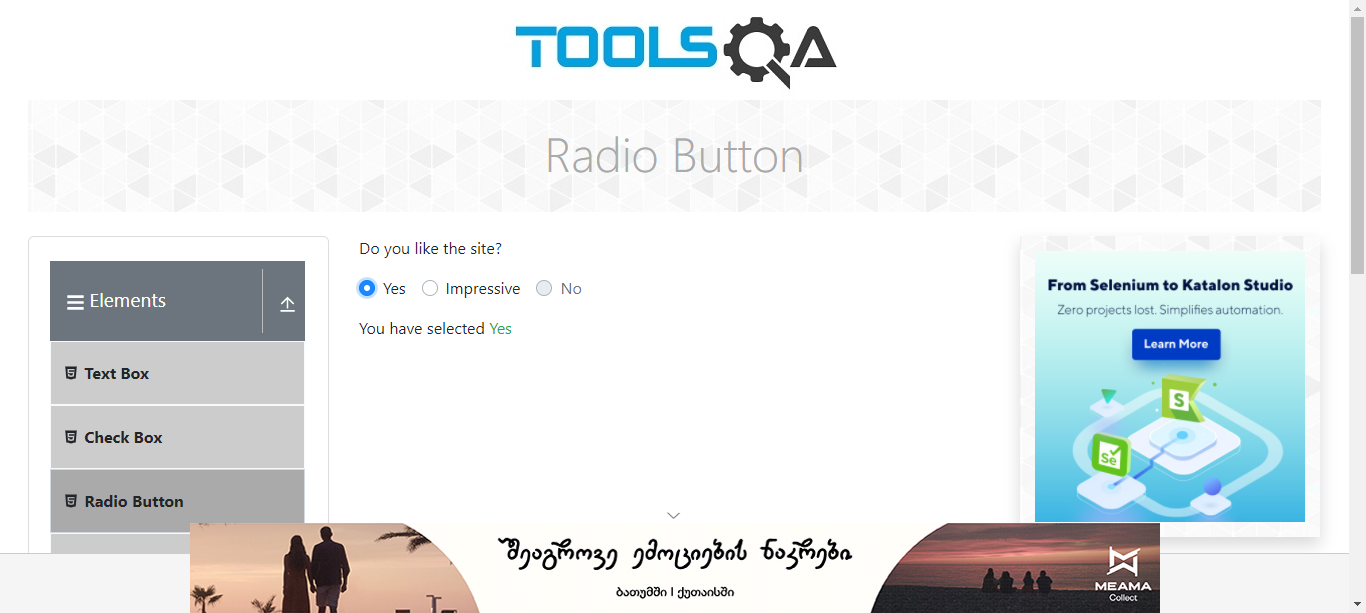 TOOLSQA
Radio Button
Elements
Text Box
Check Box
Radio Button
Do you like the site?
Yes Impressive No
You have selected Yes
From Selenium to Katalon Studio
Zero projects lost. Simplifies automation.
Learn More
S
Se
შეაგროვე ემოციების ნაკრები
ბათუმში | ქუთაისში
MEAMA
Collect